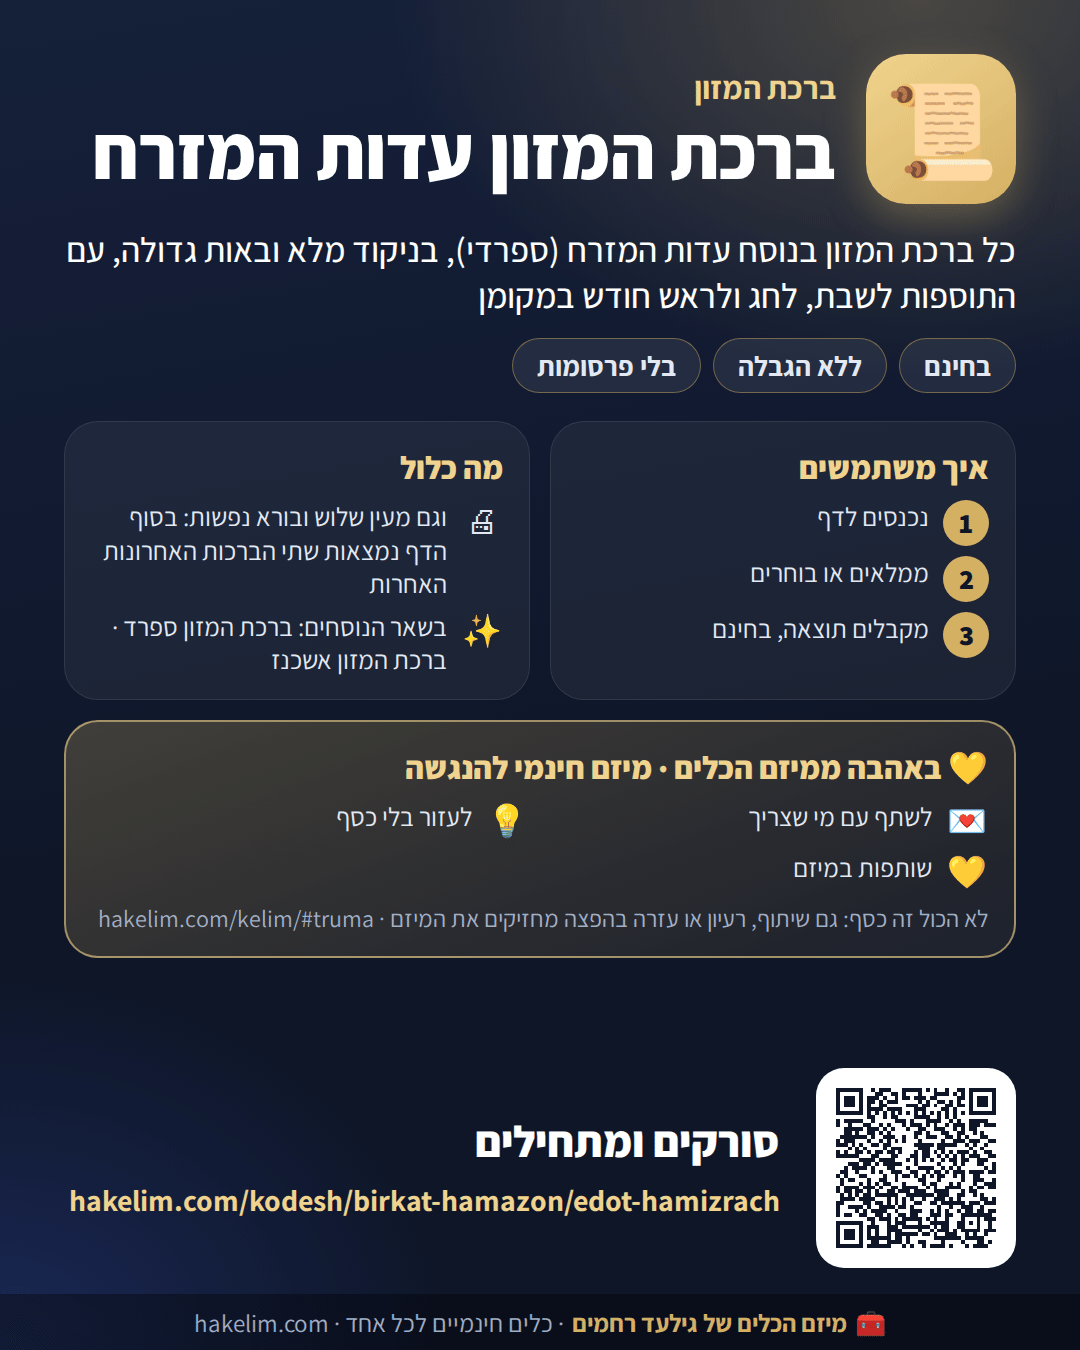 ברכת המזון
ברכת המזון עדות המזרח
כל ברכת המזון בנוסח עדות המזרח (ספרדי), בניקוד מלא ובאות גדולה, עם
התוספות לשבת, לחג ולראש חודש במקומן
בחינם
ללא הגבלה
בלי פרסומות
איך משתמשים
1 נכנסים לדף
2 ממלאים או בוחרים
3 מקבלים תוצאה, בחינם
מה כלול
וגם מעין שלוש ובורא נפשות: בסוף
הדף נמצאות שתי הברכות האחרונות
האחרות
בשאר הנוסחים: ברכת המזון ספרד ·
ברכת המזון אשכנז
באהבה ממיזם הכלים · מיזם חינמי להנגשה
לשתף עם מי שצריך
לעזור בלי כסף
שותפות במיזם
לא הכול זה כסף: גם שיתוף, רעיון או עזרה בהפצה מחזיקים את המיזם · hakelim.com/kelim/#truma
סורקים ומתחילים
hakelim.com/kodesh/birkat-hamazon/edot-hamizrach
מיזם הכלים של גילעד רחמים · כלים חינמיים לכל אחד · hakelim.com